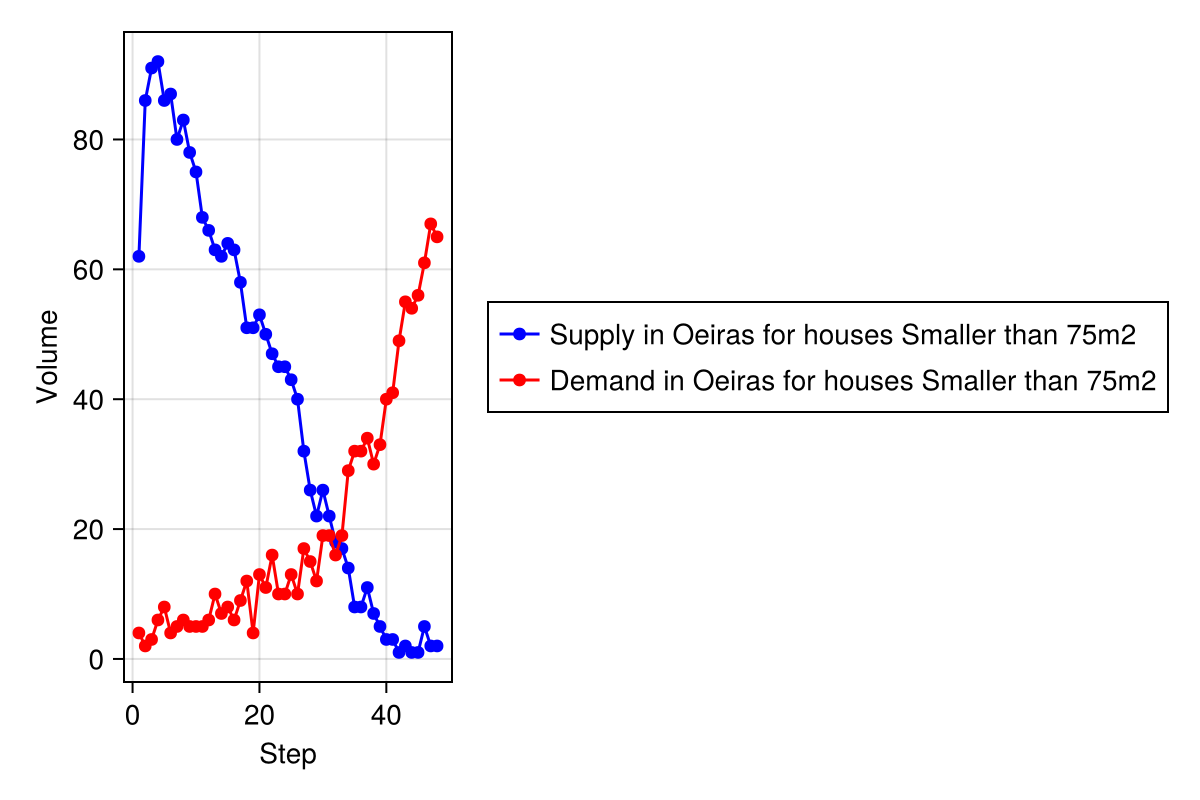 80
60
40
20
0
Volume
0 20 40
Step
Supply in Oeiras for houses Smaller than 75m2
Demand in Oeiras for houses Smaller than 75m2